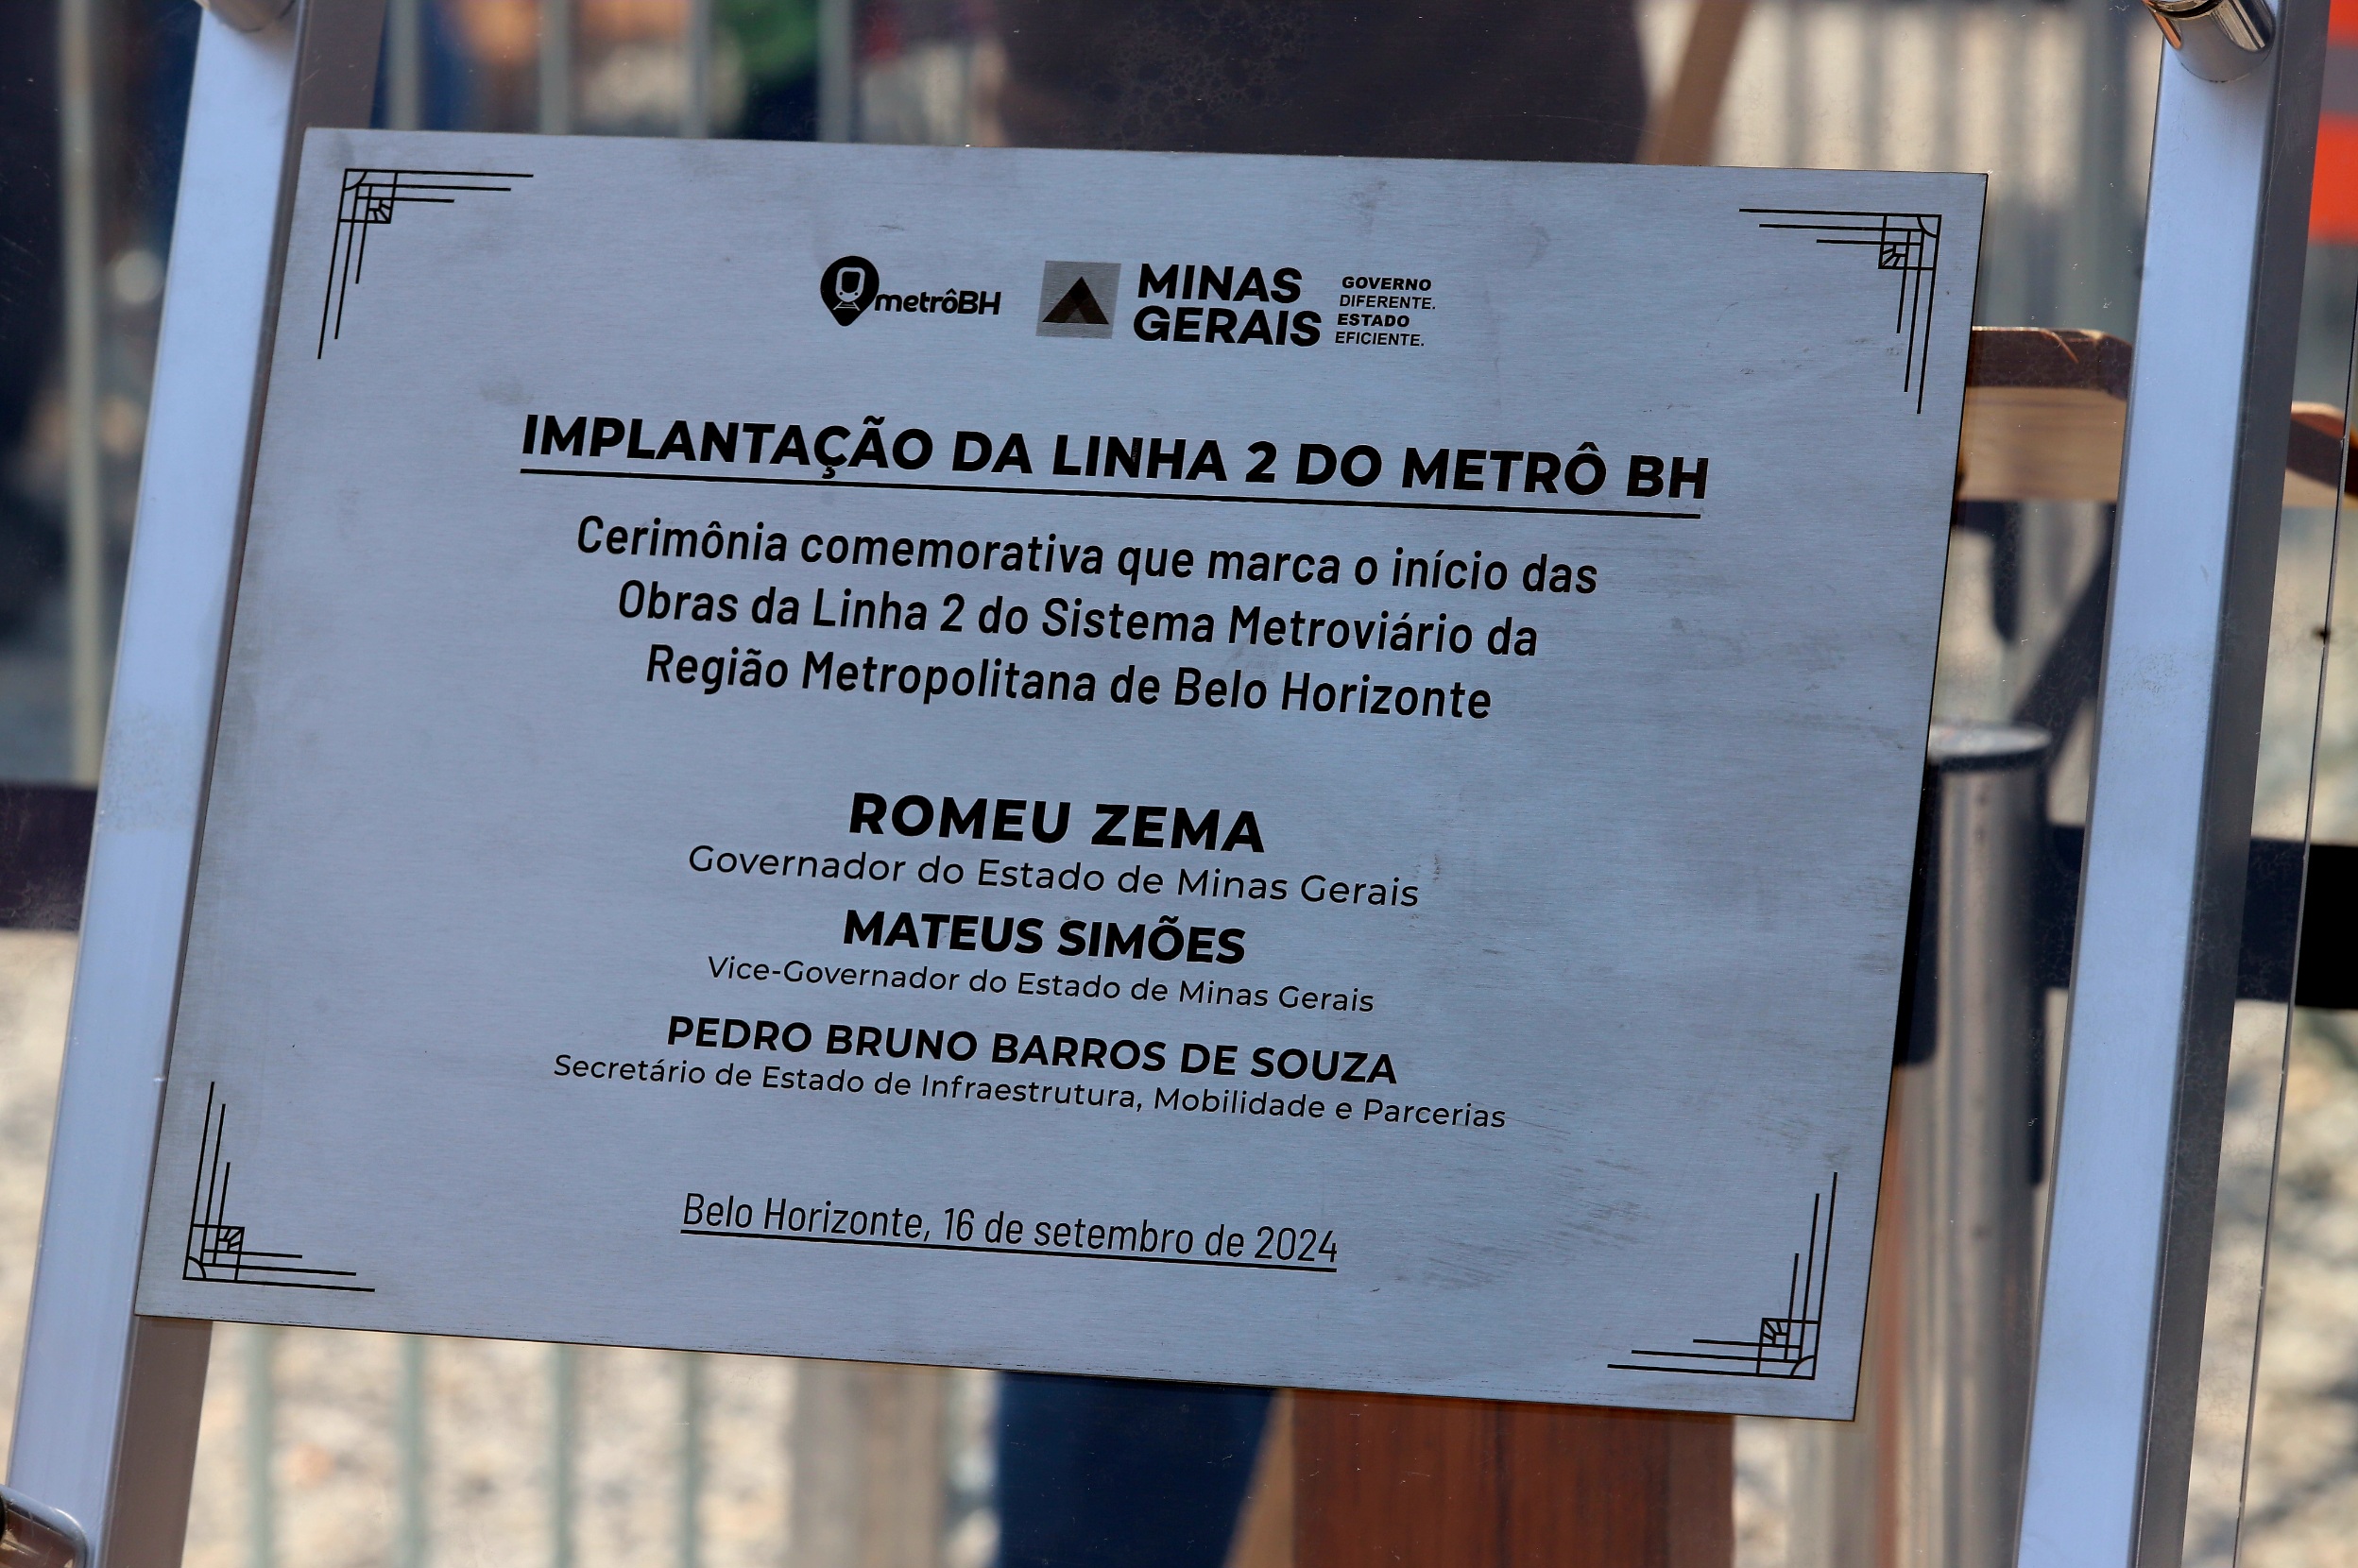 metrôBH
MINAS
GERAIS
GOVERNO
DIFERENTE.
ESTADO
EFICIENTE.
IMPLANTAÇÃO DA LINHA 2 DO METRÔ BH
Cerimônia comemorativa que marca o início das
Obras da Linha 2 do Sistema Metroviário da
Região Metropolitana de Belo Horizonte
ROMEU ZEMA
Governador do Estado de Minas Gerais
MATEUS SIMÕES
Vice-Governador do Estado de Minas Gerais
PEDRO BRUNO BARROS DE SOUZA
Secretário de Estado de Infraestrutura, Mobilidade e Parcerias
Belo Horizonte, 16 de setembro de 2024